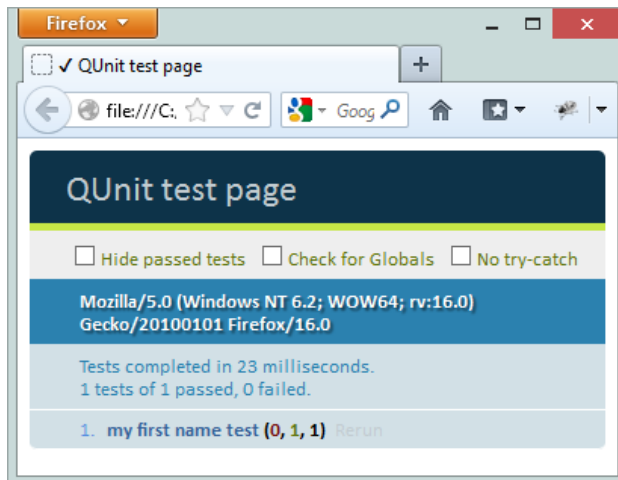 Firefox
✓ QUnit test page
file:///C:, Goog
QUnit test page
Hide passed tests Check for Globals No try-catch
Mozilla/5.0 (Windows NT 6.2; WOW64; rv:16.0)
Gecko/20100101 Firefox/16.0
Tests completed in 23 milliseconds.
1 tests of 1 passed, 0 failed.
1. my first name test (0, 1, 1) Rerun